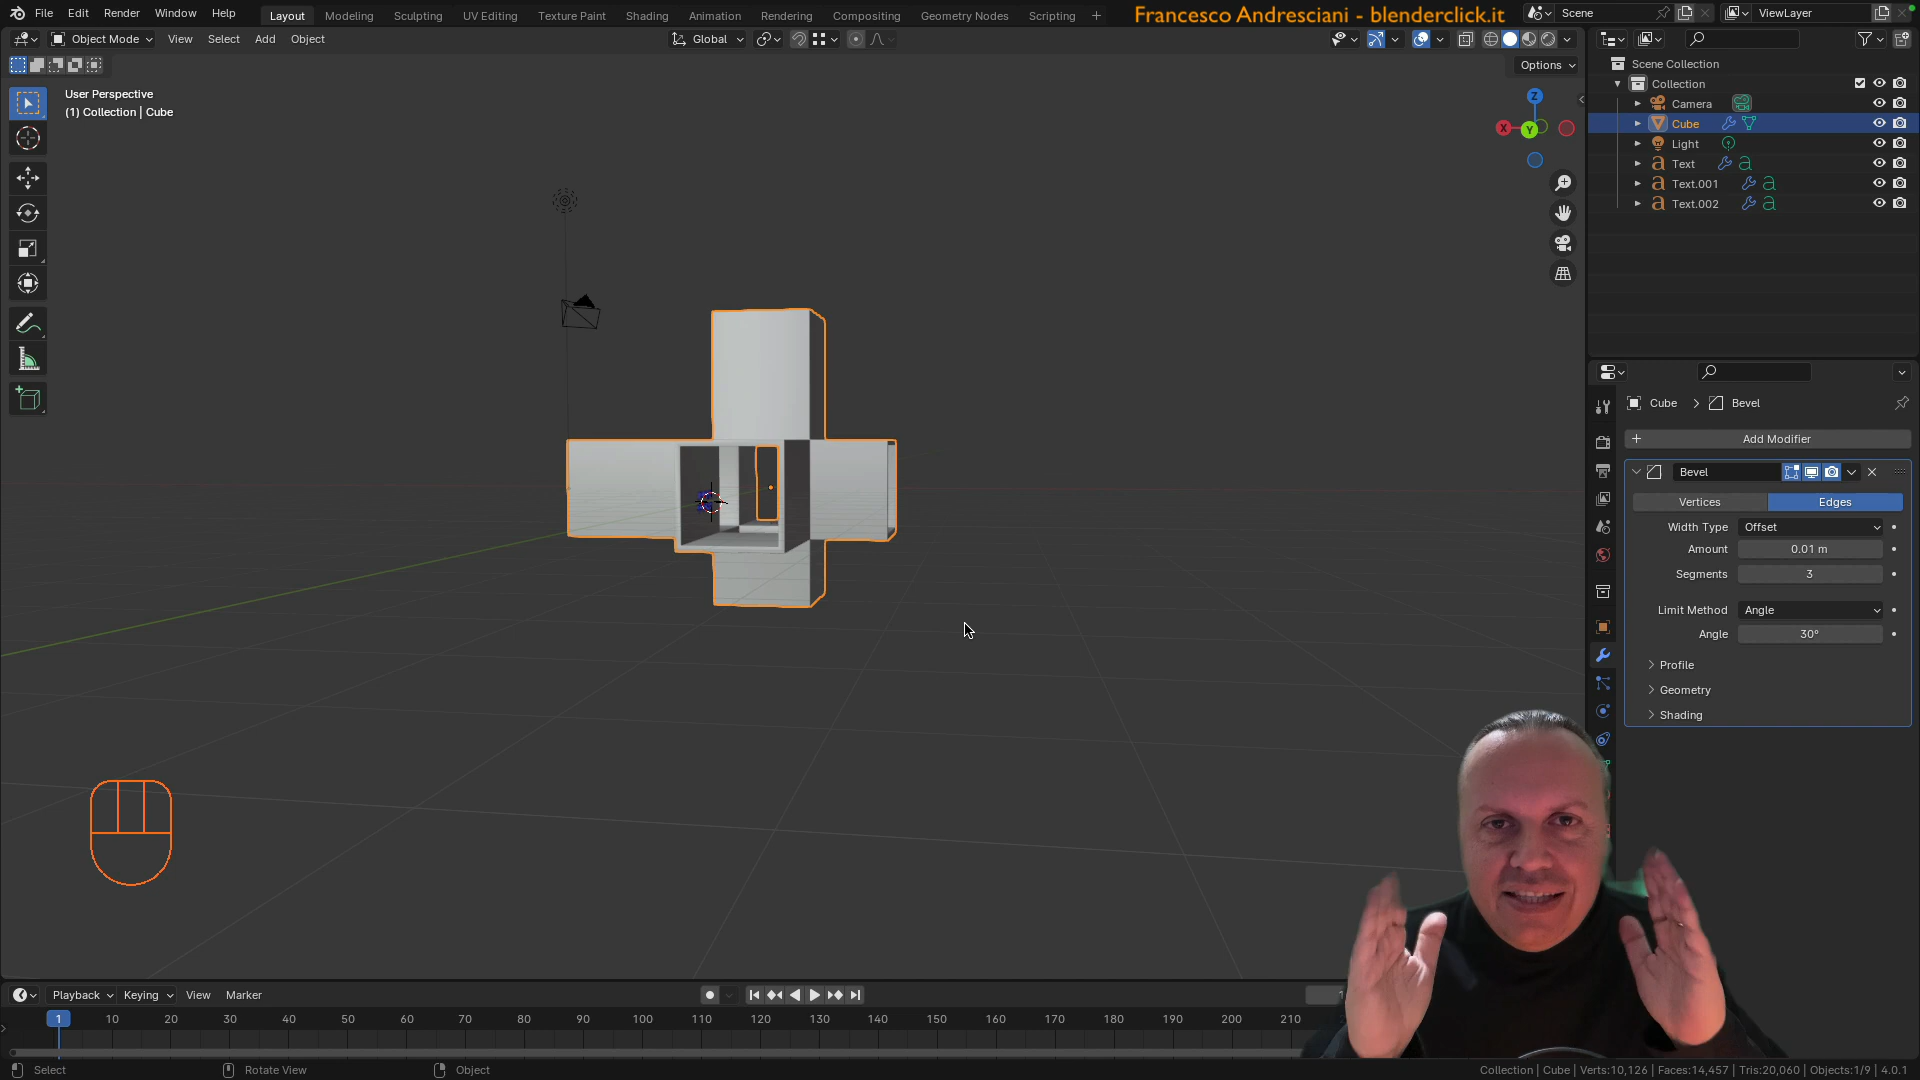 File Edit Render Window Help Layout Modeling Sculpting UV Editing Texture Paint Shading Animation Rendering Compositing Geometry Nodes Scripting +
Francesco Andresciani - blenderclick.it
Scene
ViewLayer
Object Mode View Select Add Object
Global
Options
User Perspective
(1) Collection | Cube
Z
X
Y
Scene Collection
Collection
Camera
Cube
Light
Text
Text.001
Text.002
Cube > Bevel
+ Add Modifier
Bevel
Vertices Edges
Width Type Offset
Amount 0.01 m
Segments 3
Limit Method Angle
Angle 30°
Profile
Geometry
Shading
Playback Keying View Marker
1
1 10 20 30 40 50 60 70 80 90 100 110 120 130 140 150 160 170 180 190 200 210
Select Rotate View Object
Collection | Cube | Verts:10,126 | Faces:14,457 | Tris:20,060 | Objects:1/9 | 4.0.1